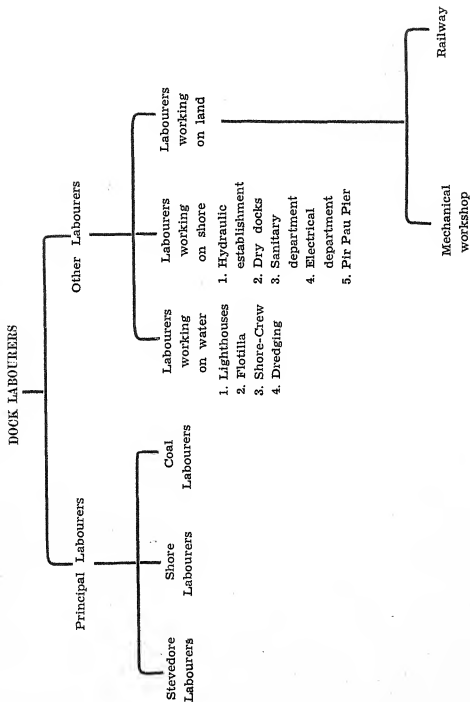 DOCK LABOURERS
Principal Labourers
Other Labourers
Stevedore
Labourers
Shore
Labourers
Coal
Labourers
Labourers
working
on water
1. Lighthouses
2. Flotilla
3. Shore-Crew
4. Dredging
Labourers
working
on shore
1. Hydraulic
establishment
2. Dry docks
3. Sanitary
department
4. Electrical
department
5. Pir Pau Pier
Labourers
working
on land
Mechanical
workshop
Railway